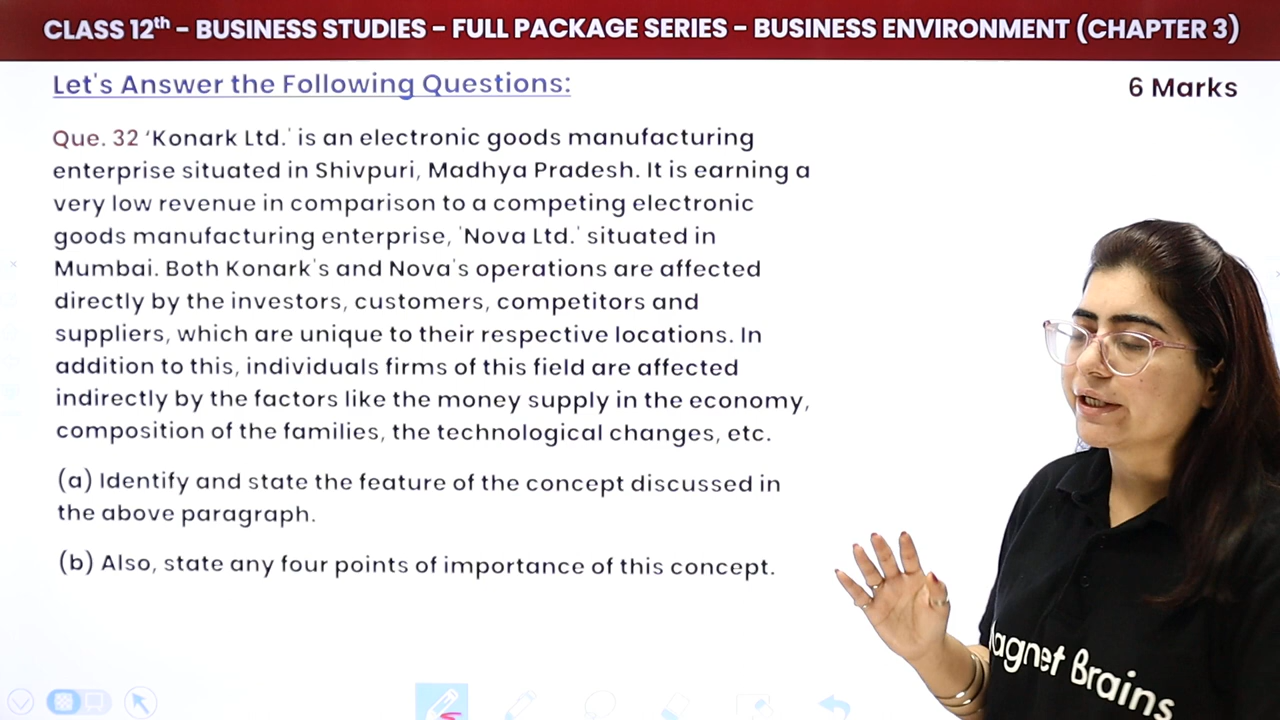 CLASS 12th – BUSINESS STUDIES – FULL PACKAGE SERIES – BUSINESS ENVIRONMENT (CHAPTER 3)
Let's Answer the Following Questions:
6 Marks
Que. 32 ‘Konark Ltd.' is an electronic goods manufacturing
enterprise situated in Shivpuri, Madhya Pradesh. It is earning a
very low revenue in comparison to a competing electronic
goods manufacturing enterprise, 'Nova Ltd.' situated in
Mumbai. Both Konark's and Nova's operations are affected
directly by the investors, customers, competitors and
suppliers, which are unique to their respective locations. In
addition to this, individuals firms of this field are affected
indirectly by the factors like the money supply in the economy,
composition of the families, the technological changes, etc.
(a) Identify and state the feature of the concept discussed in
the above paragraph.
(b) Also, state any four points of importance of this concept.
agnet Brains